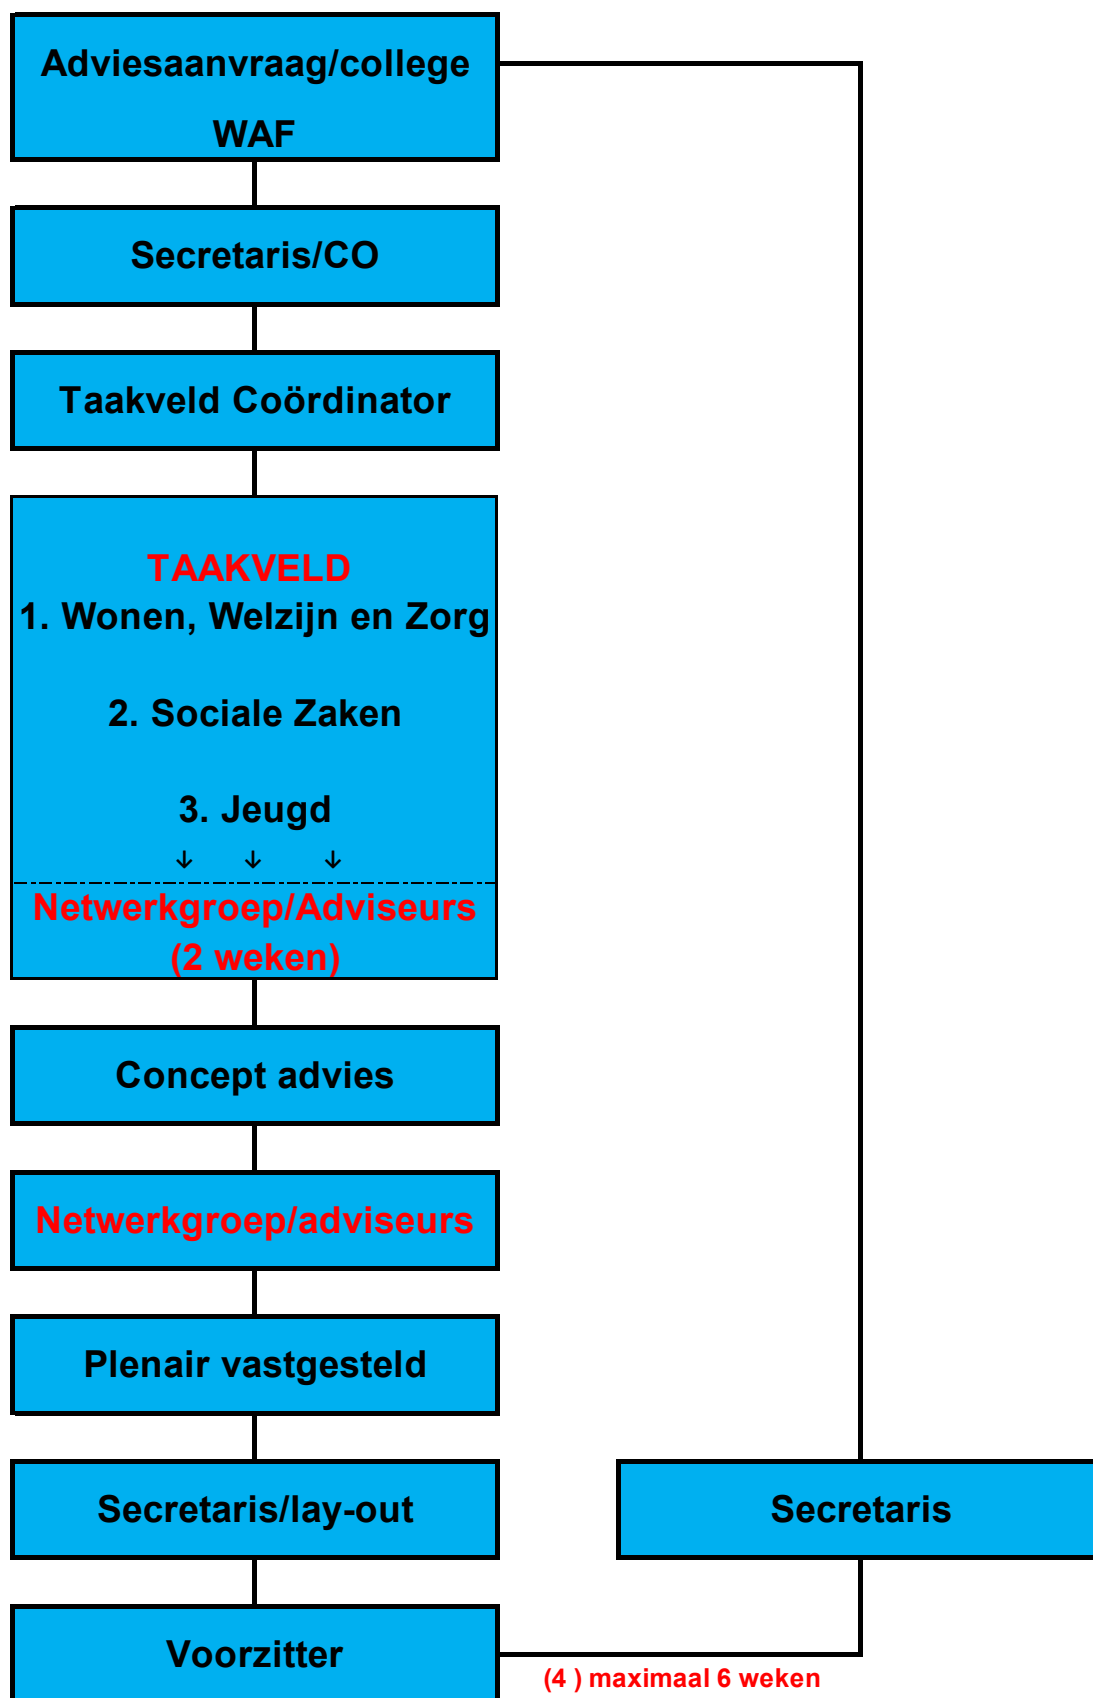 Adviesaanvraag/college
WAF
Secretaris/CO
Taakveld Coördinator
TAAKVELD
1. Wonen, Welzijn en Zorg
2. Sociale Zaken
3. Jeugd
↓ ↓ ↓
Netwerkgroep/Adviseurs
(2 weken)
Concept advies
Netwerkgroep/adviseurs
Plenair vastgesteld
Secretaris/lay-out
Secretaris
Voorzitter
(4 ) maximaal 6 weken